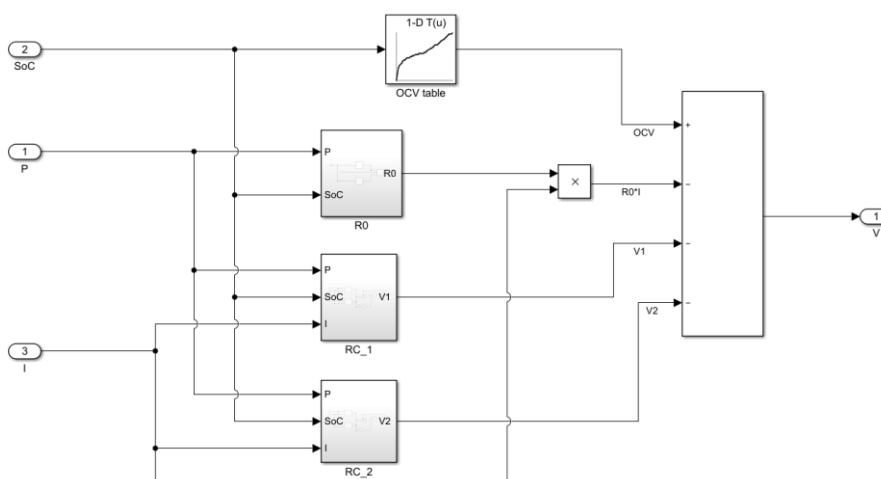 1-D T(u)
2
SoC
OCV table
OCV
+
1
P
P
R0
SoC
R0
×
R0*I
−
1
V
P
SoC
V1
I
RC_1
V1
−
3
I
P
SoC
V2
I
RC_2
V2
−